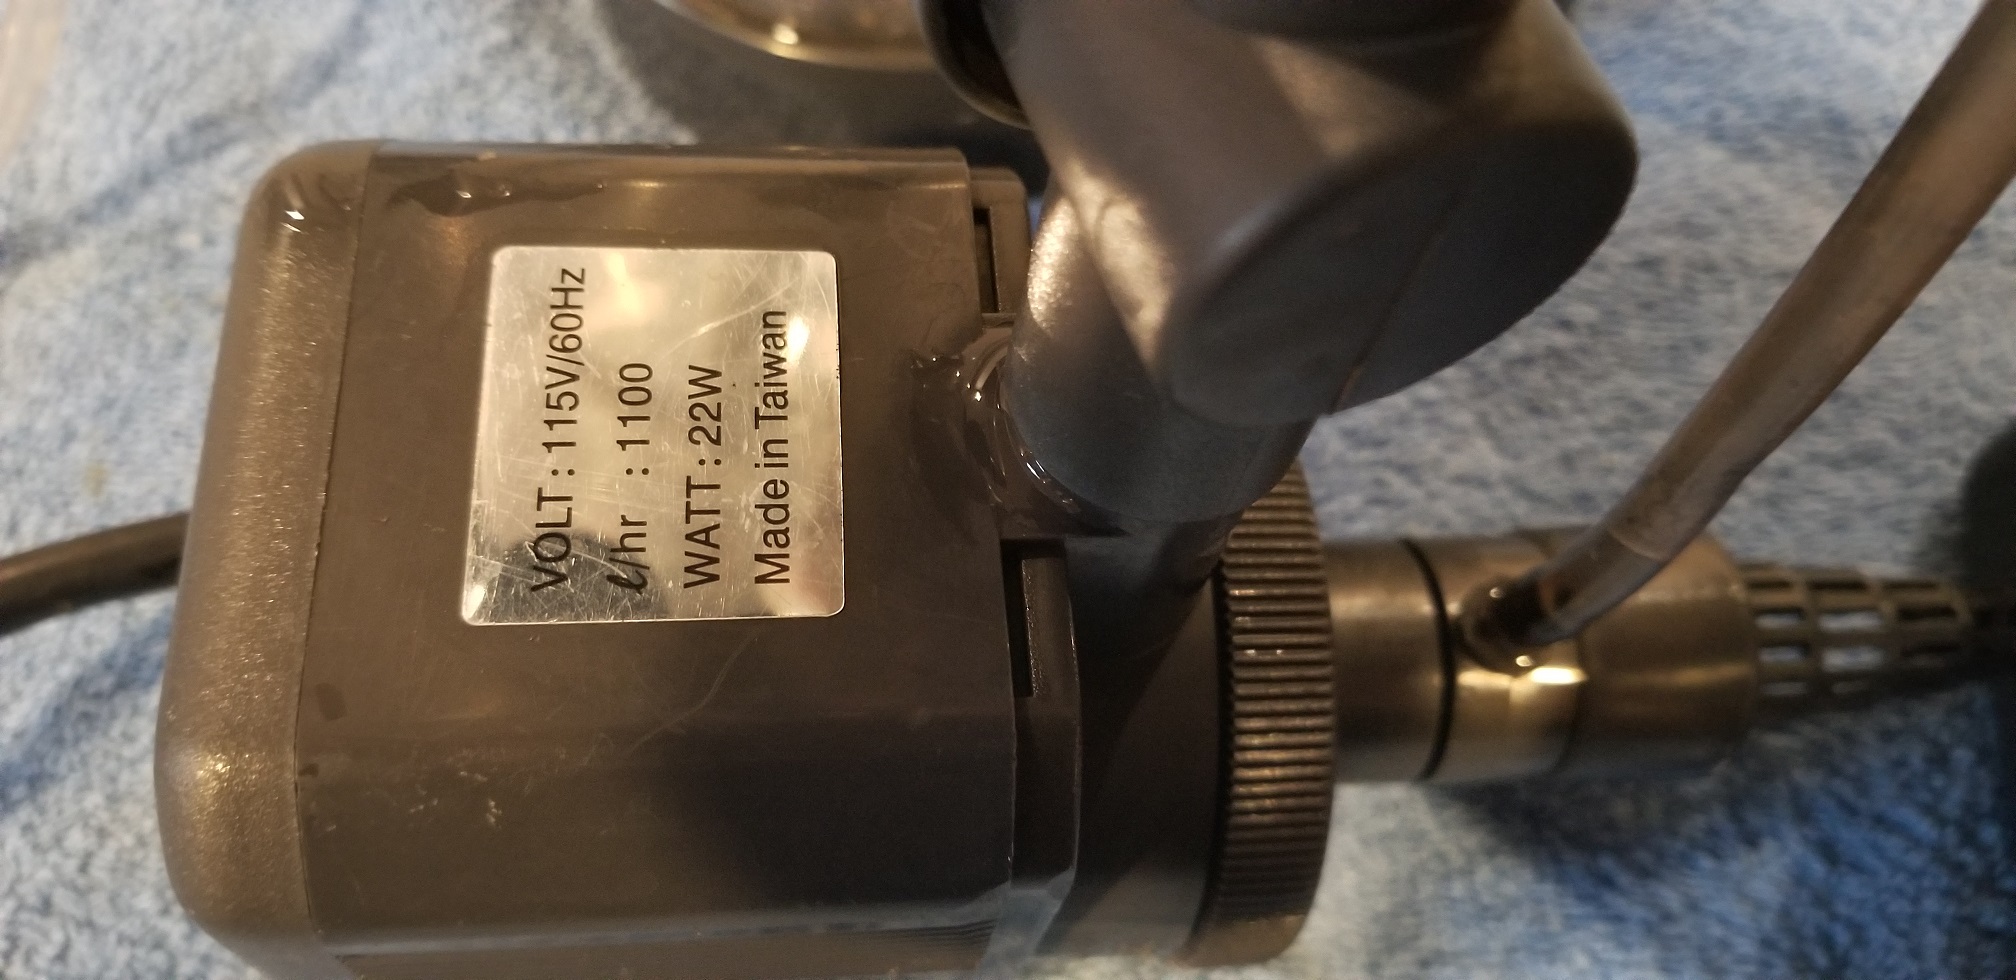 VOLT : 115V/60Hz
ℓ/hr : 1100
WATT : 22W
Made in Taiwan